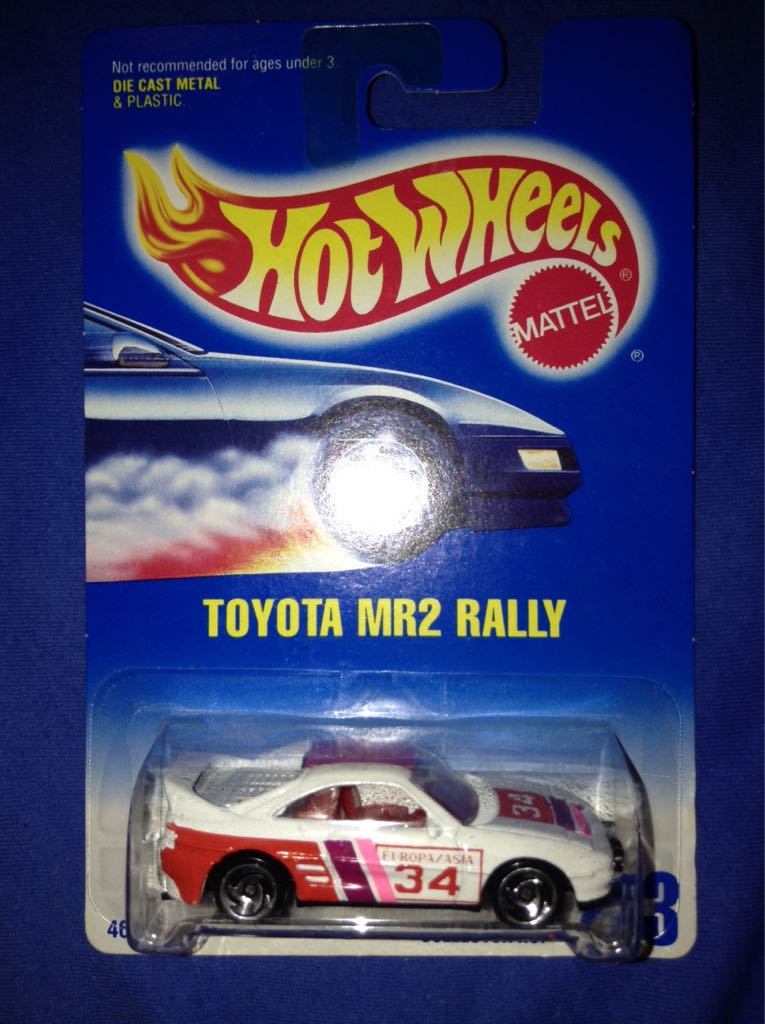 Not recommended for ages under 3.
DIE CAST METAL
& PLASTIC.
HOT WHEELS®
MATTEL
®
TOYOTA MR2 RALLY
34
EUROPA/ASIA
34